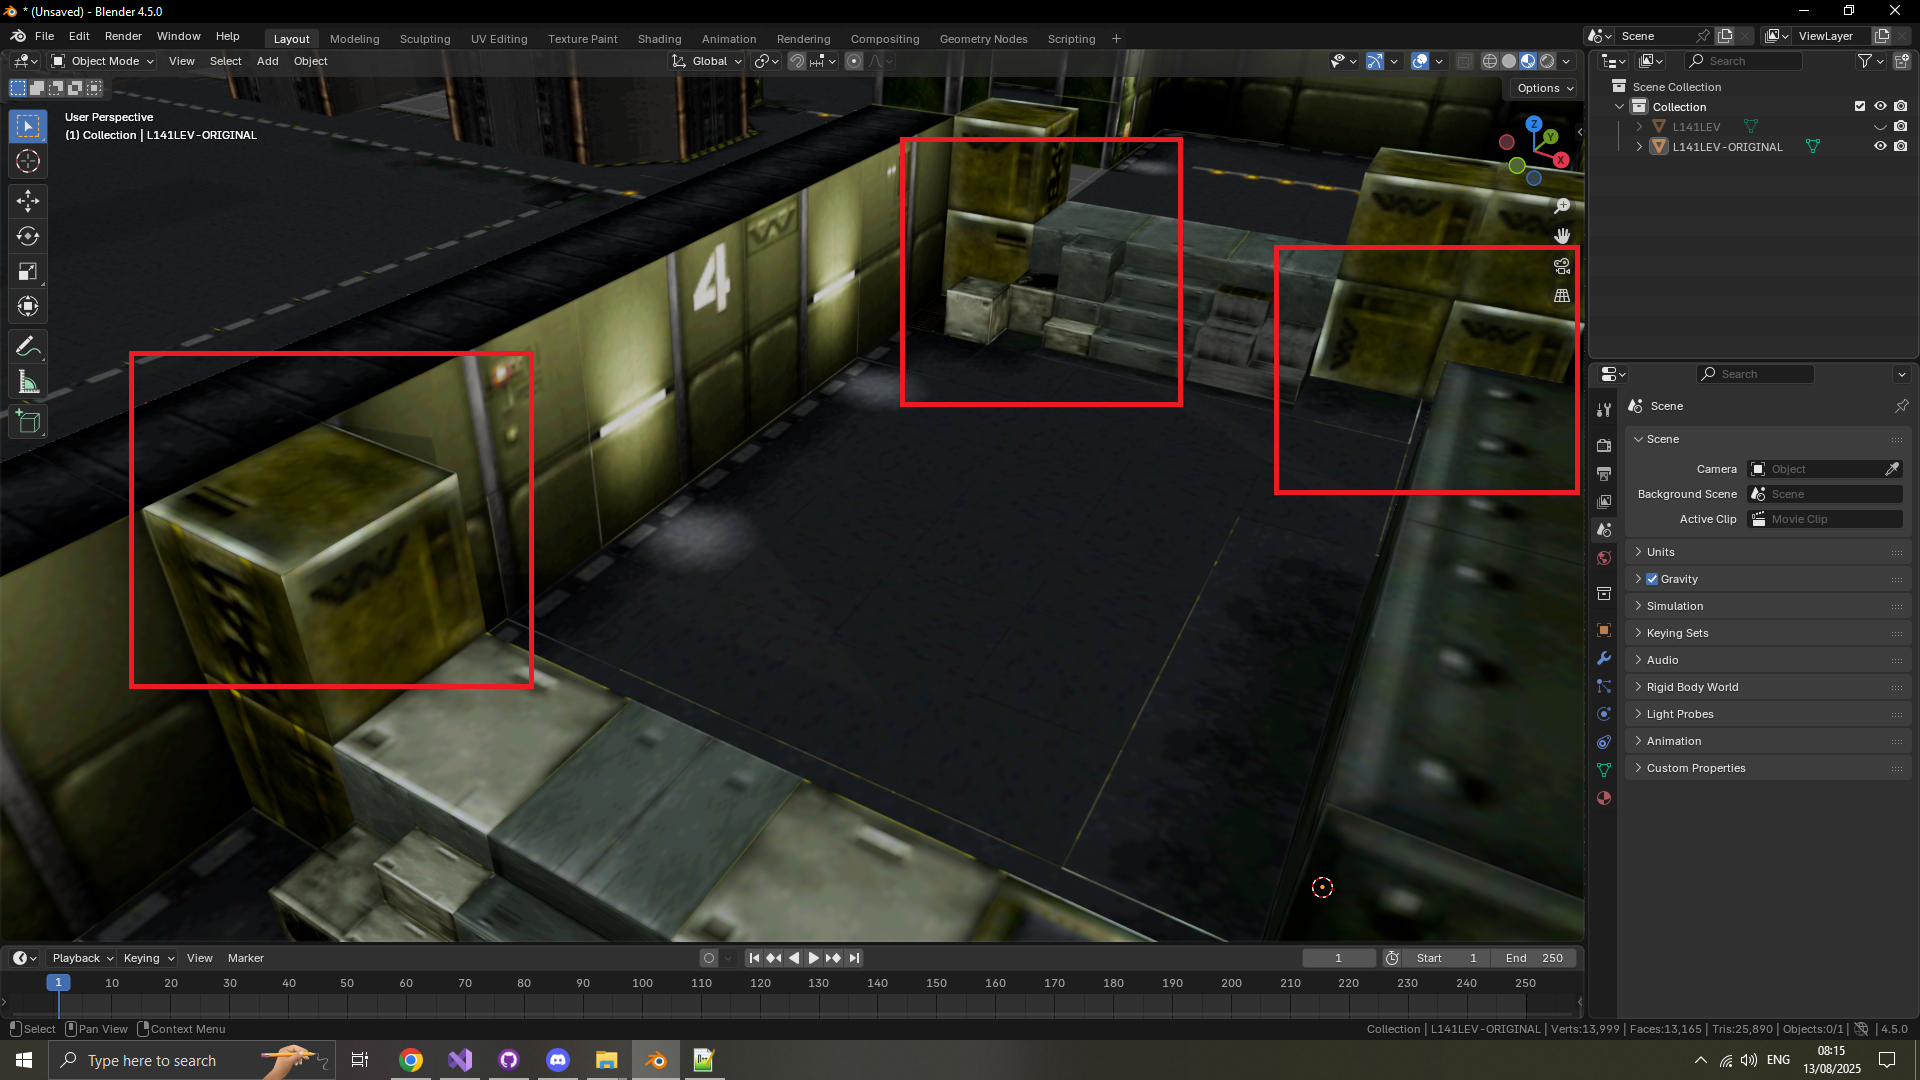 * (Unsaved) - Blender 4.5.0
File Edit Render Window Help Layout Modeling Sculpting UV Editing Texture Paint Shading Animation Rendering Compositing Geometry Nodes Scripting + Scene ViewLayer
Object Mode View Select Add Object Global Search
Options
User Perspective
(1) Collection | L141LEV-ORIGINAL
Scene Collection
Collection
L141LEV
L141LEV-ORIGINAL
Z
Y
X
4
Search
Scene
Scene
Camera Object
Background Scene Scene
Active Clip Movie Clip
Units
Gravity
Simulation
Keying Sets
Audio
Rigid Body World
Light Probes
Animation
Custom Properties
Playback Keying View Marker 1 Start 1 End 250
1 10 20 30 40 50 60 70 80 90 100 110 120 130 140 150 160 170 180 190 200 210 220 230 240 250
Select Pan View Context Menu Collection | L141LEV-ORIGINAL | Verts:13,999 | Faces:13,165 | Tris:25,890 | Objects:0/1 | 4.5.0
Type here to search ENG 08:15
13/08/2025